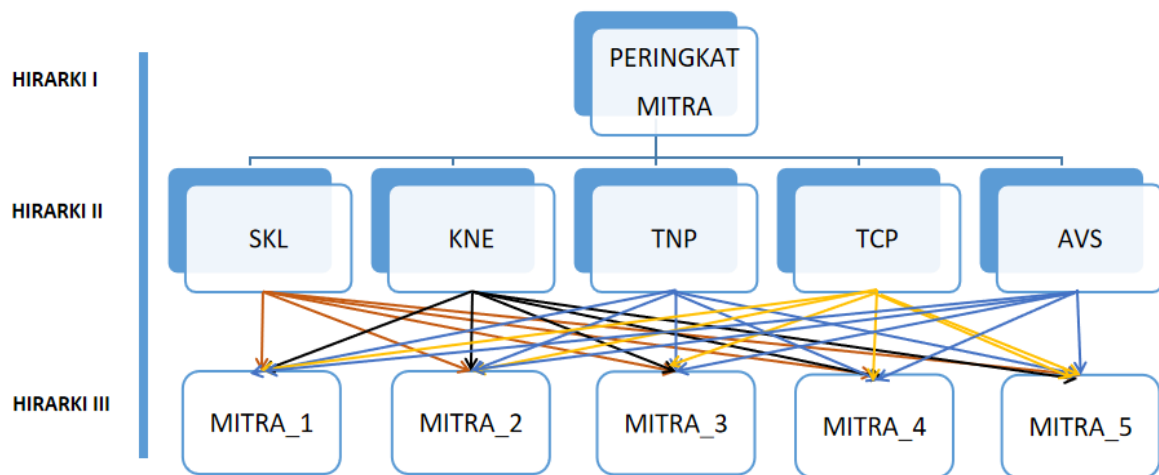 HIRARKI I
PERINGKAT
MITRA
HIRARKI II
SKL
KNE
TNP
TCP
AVS
HIRARKI III
MITRA_1
MITRA_2
MITRA_3
MITRA_4
MITRA_5